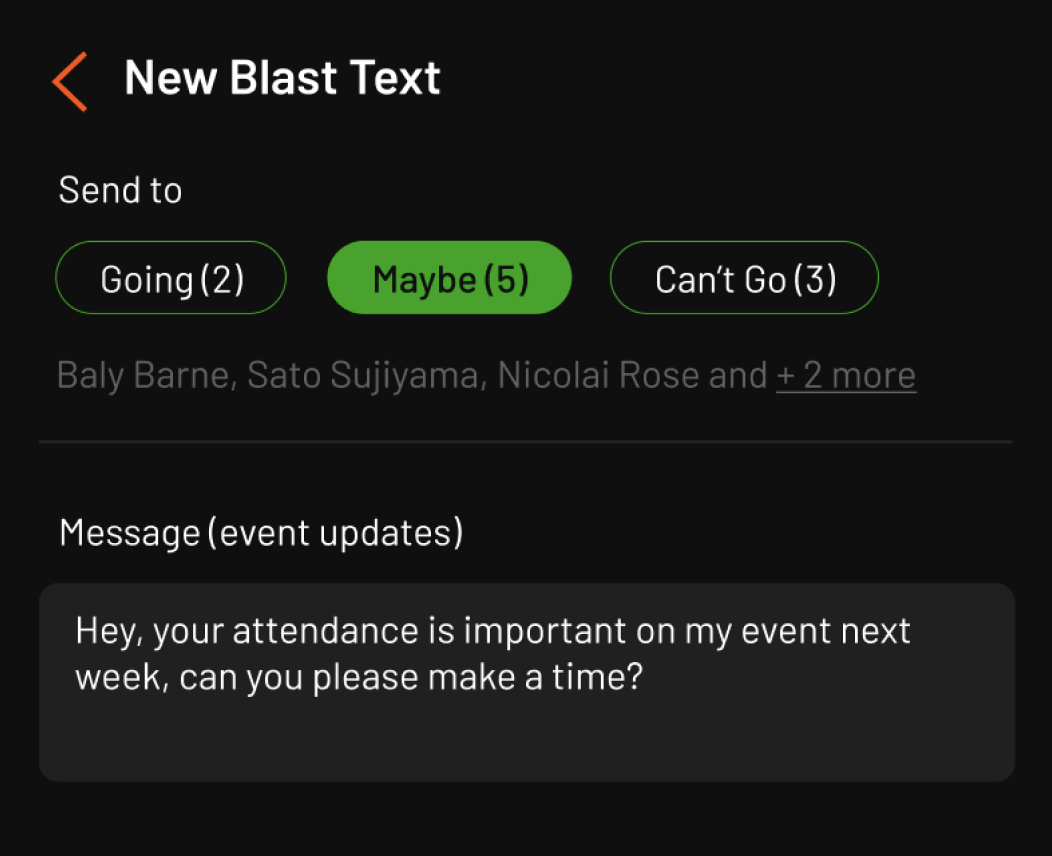 New Blast Text
Send to
Going (2) Maybe (5) Can't Go (3)
Baly Barne, Sato Sujiyama, Nicolai Rose and + 2 more
Message (event updates)
Hey, your attendance is important on my event next
week, can you please make a time?